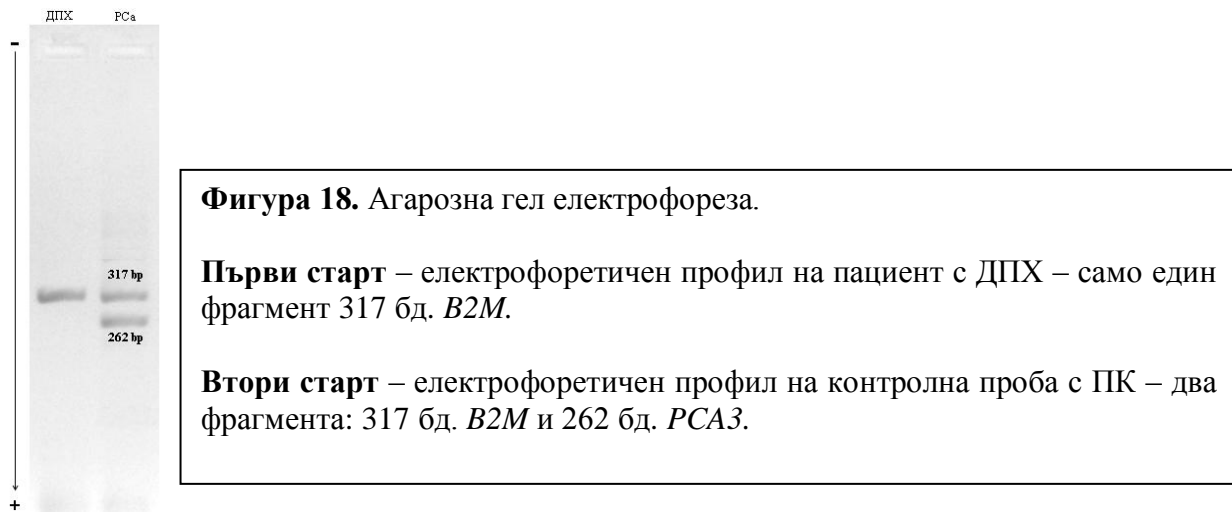 ДПХ PCa
-
317 bp
262 bp
+
Фигура 18. Агарозна гел електрофореза.
Първи старт – електрофоретичен профил на пациент с ДПХ – само един
фрагмент 317 бд. B2M.
Втори старт – електрофоретичен профил на контролна проба с ПК – два
фрагмента: 317 бд. B2M и 262 бд. PCA3.